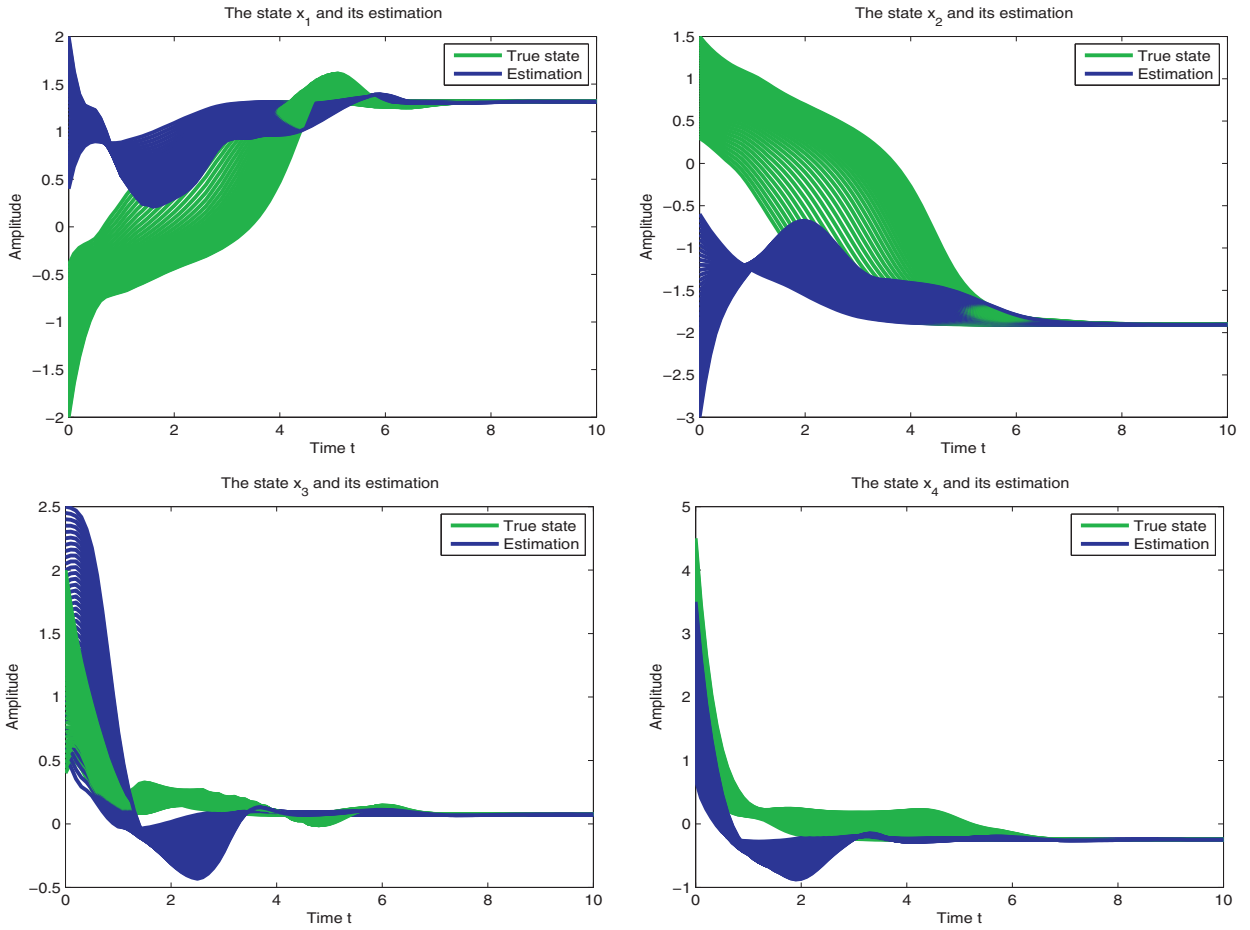 The state x1 and its estimation
2
1.5
1
0.5
0
−0.5
−1
−1.5
−2
Amplitude
True state
Estimation
0 2 4 6 8 10
Time t
The state x2 and its estimation
1.5
1
0.5
0
−0.5
−1
−1.5
−2
−2.5
−3
Amplitude
True state
Estimation
0 2 4 6 8 10
Time t
The state x3 and its estimation
2.5
2
1.5
1
0.5
0
−0.5
Amplitude
True state
Estimation
0 2 4 6 8 10
Time t
The state x4 and its estimation
5
4
3
2
1
0
−1
Amplitude
True state
Estimation
0 2 4 6 8 10
Time t